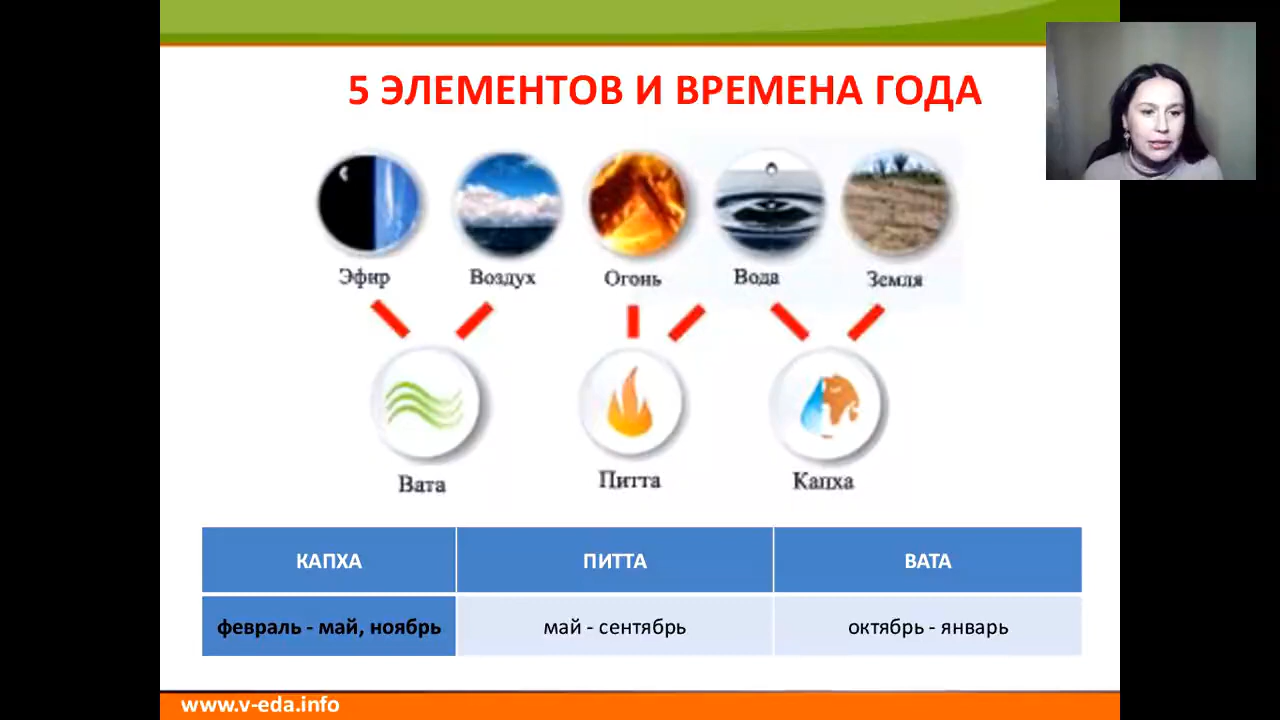 5 ЭЛЕМЕНТОВ И ВРЕМЕНА ГОДА
Эфир Воздух Огонь Вода Земля
Вата Питта Капха
КАПХА ПИТТА ВАТА
февраль - май, ноябрь май - сентябрь октябрь - январь
www.v-eda.info